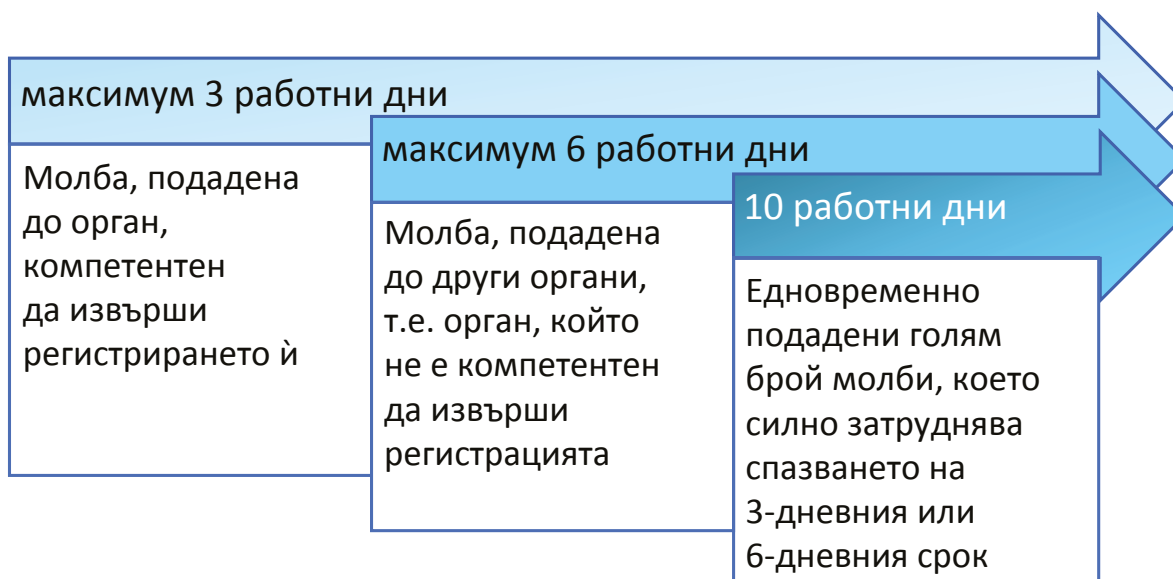 максимум 3 работни дни
Молба, подадена
до орган,
компетентен
да извърши
регистрирането ѝ
максимум 6 работни дни
Молба, подадена
до други органи,
т.е. орган, който
не е компетентен
да извърши
регистрацията
10 работни дни
Едновременно
подадени голям
брой молби, което
силно затруднява
спазването на
3-дневния или
6-дневния срок